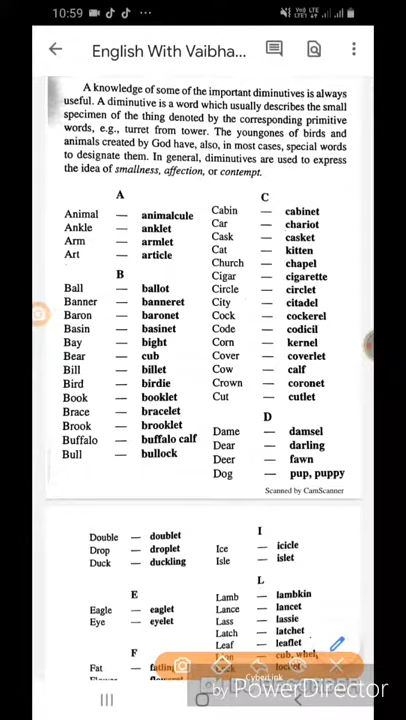 10:59
English With Vaibha...
A knowledge of some of the important diminutives is always
useful. A diminutive is a word which usually describes the small
specimen of the thing denoted by the corresponding primitive
words, e.g., turret from tower. The youngones of birds and
animals created by God have, also, in most cases, special words
to designate them. In general, diminutives are used to express
the idea of smallness, affection, or contempt.
A
Animal — animalcule
Ankle — anklet
Arm — armlet
Art — article
B
Ball — ballot
Banner — banneret
Baron — baronet
Basin — basinet
Bay — bight
Bear — cub
Bill — billet
Bird — birdie
Book — booklet
Brace — bracelet
Brook — brooklet
Buffalo — buffalo calf
Bull — bullock
C
Cabin — cabinet
Car — chariot
Cask — casket
Cat — kitten
Church — chapel
Cigar — cigarette
Circle — circlet
City — citadel
Cock — cockerel
Code — codicil
Corn — kernel
Cover — coverlet
Cow — calf
Crown — coronet
Cut — cutlet
D
Dame — damsel
Dear — darling
Deer — fawn
Dog — pup, puppy
Scanned by CamScanner
Double — doublet
Drop — droplet
Duck — duckling
E
Eagle — eaglet
Eye — eyelet
F
Fat —
I
Ice — icicle
Isle — islet
L
Lamb — lambkin
Lance — lancet
Lass — lassie
Latch — latchet
Leaf — leaflet
cub,
CyberLink
by PowerDirector